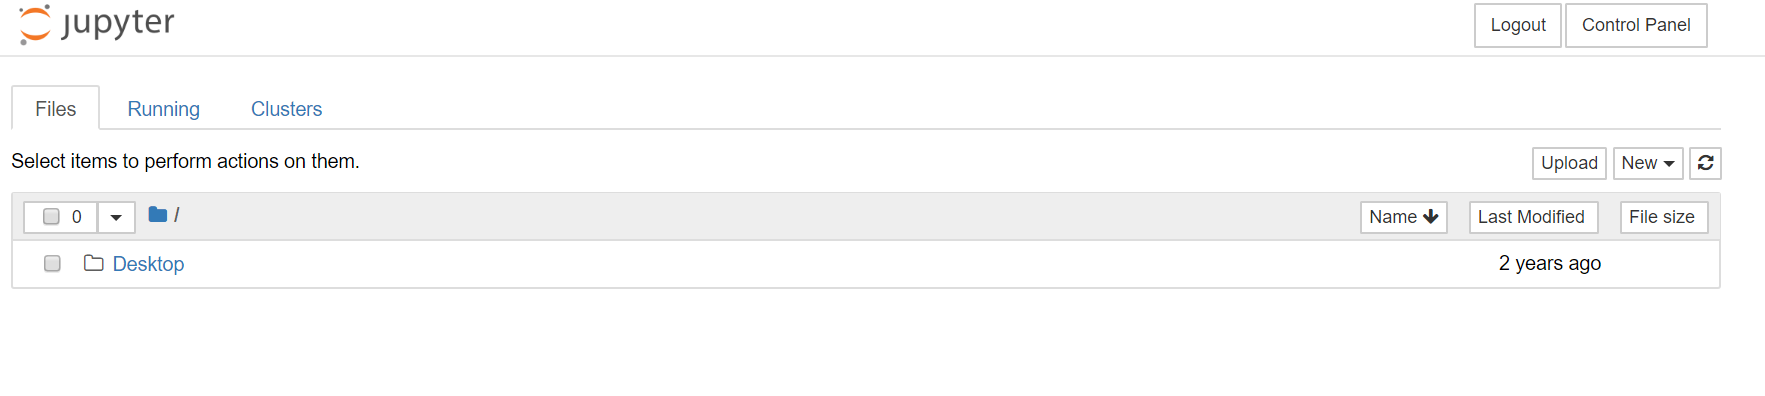 jupyter
Logout Control Panel
Files Running Clusters
Select items to perform actions on them.
Upload New
0 / Name Last Modified File size
Desktop 2 years ago